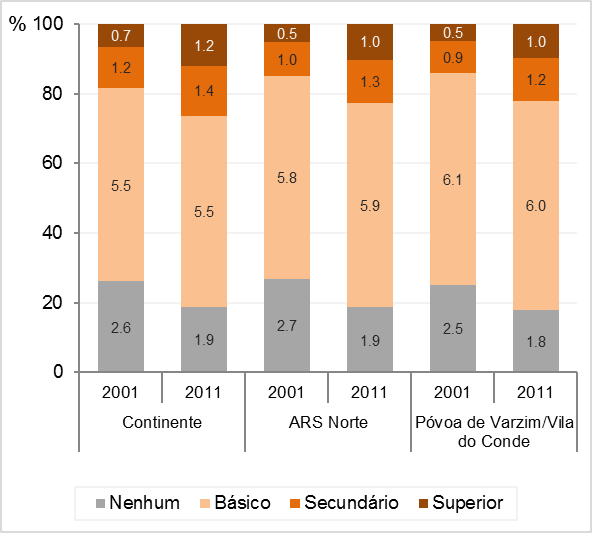 % 100
0.7 1.2 0.5 1.0 0.5 1.0
1.2 1.4 1.0 1.3 0.9 1.2
80
60
5.5 5.5 5.8 5.9 6.1 6.0
40
20
2.6 1.9 2.7 1.9 2.5 1.8
0
2001 2011 2001 2011 2001 2011
Continente ARS Norte Póvoa de Varzim/Vila
do Conde
Nenhum Básico Secundário Superior